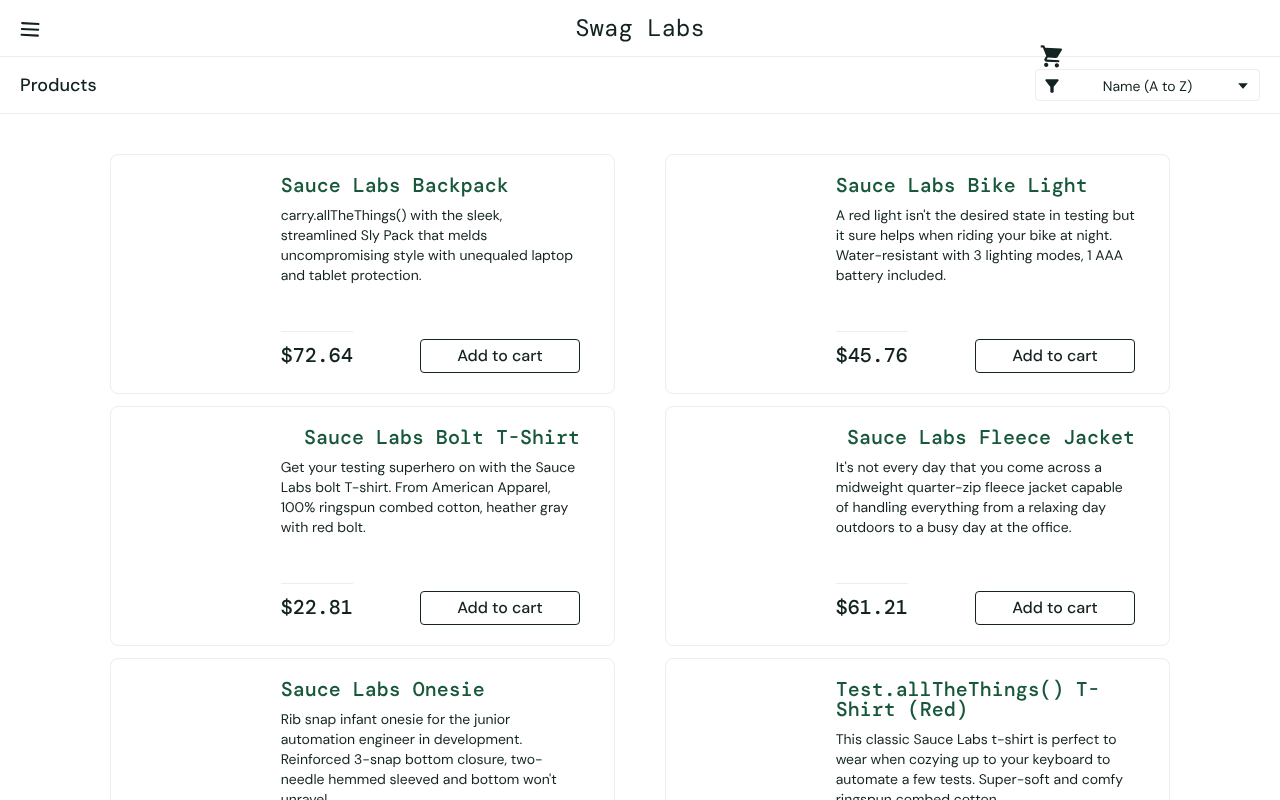 Swag Labs
Products
Name (A to Z)
Sauce Labs Backpack
carry.allTheThings() with the sleek,
streamlined Sly Pack that melds
uncompromising style with unequaled laptop
and tablet protection.
$72.64
Add to cart
Sauce Labs Bike Light
A red light isn't the desired state in testing but
it sure helps when riding your bike at night.
Water-resistant with 3 lighting modes, 1 AAA
battery included.
$45.76
Add to cart
Sauce Labs Bolt T-Shirt
Get your testing superhero on with the Sauce
Labs bolt T-shirt. From American Apparel,
100% ringspun combed cotton, heather gray
with red bolt.
$22.81
Add to cart
Sauce Labs Fleece Jacket
It's not every day that you come across a
midweight quarter-zip fleece jacket capable
of handling everything from a relaxing day
outdoors to a busy day at the office.
$61.21
Add to cart
Sauce Labs Onesie
Rib snap infant onesie for the junior
automation engineer in development.
Reinforced 3-snap bottom closure, two-
needle hemmed sleeved and bottom won't
unravel.
Test.allTheThings() T-
Shirt (Red)
This classic Sauce Labs t-shirt is perfect to
wear when cozying up to your keyboard to
automate a few tests. Super-soft and comfy
ringspun combed cotton.